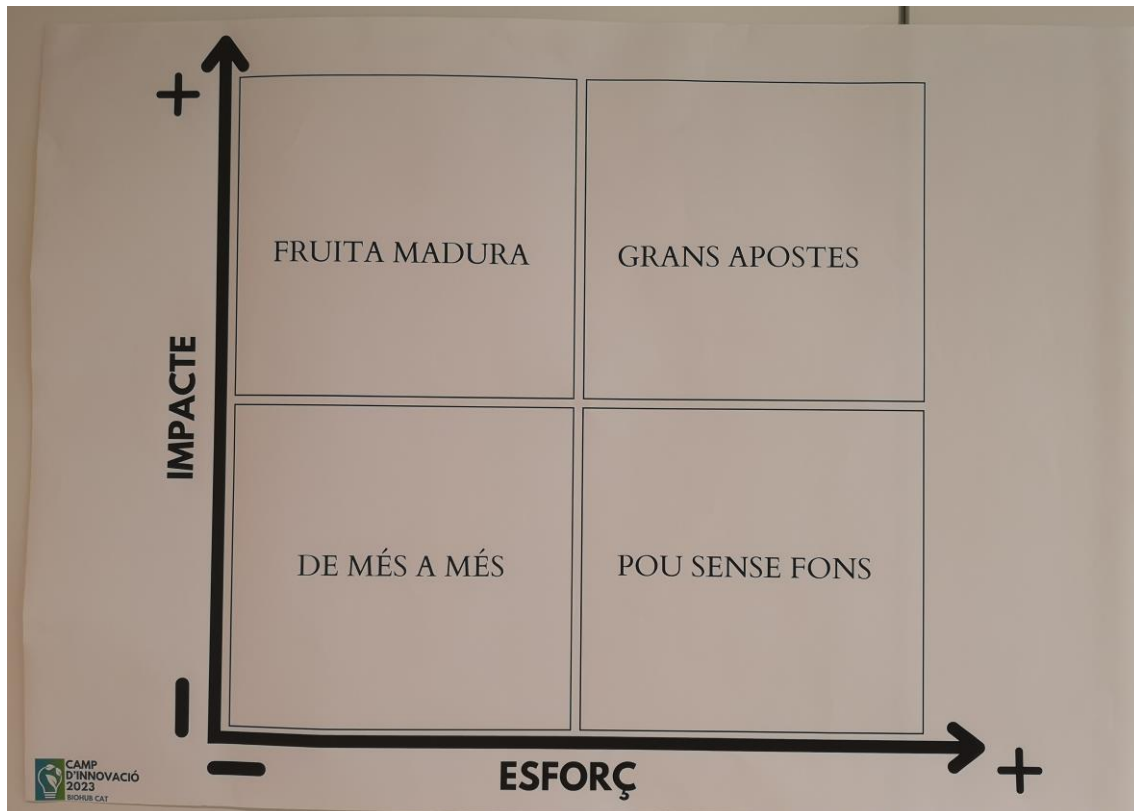 +
FRUITA MADURA
GRANS APOSTES
IMPACTE
DE MÉS A MÉS
POU SENSE FONS
ESFORÇ
+
CAMP
D'INNOVACIÓ
2023
BIOHUB CAT